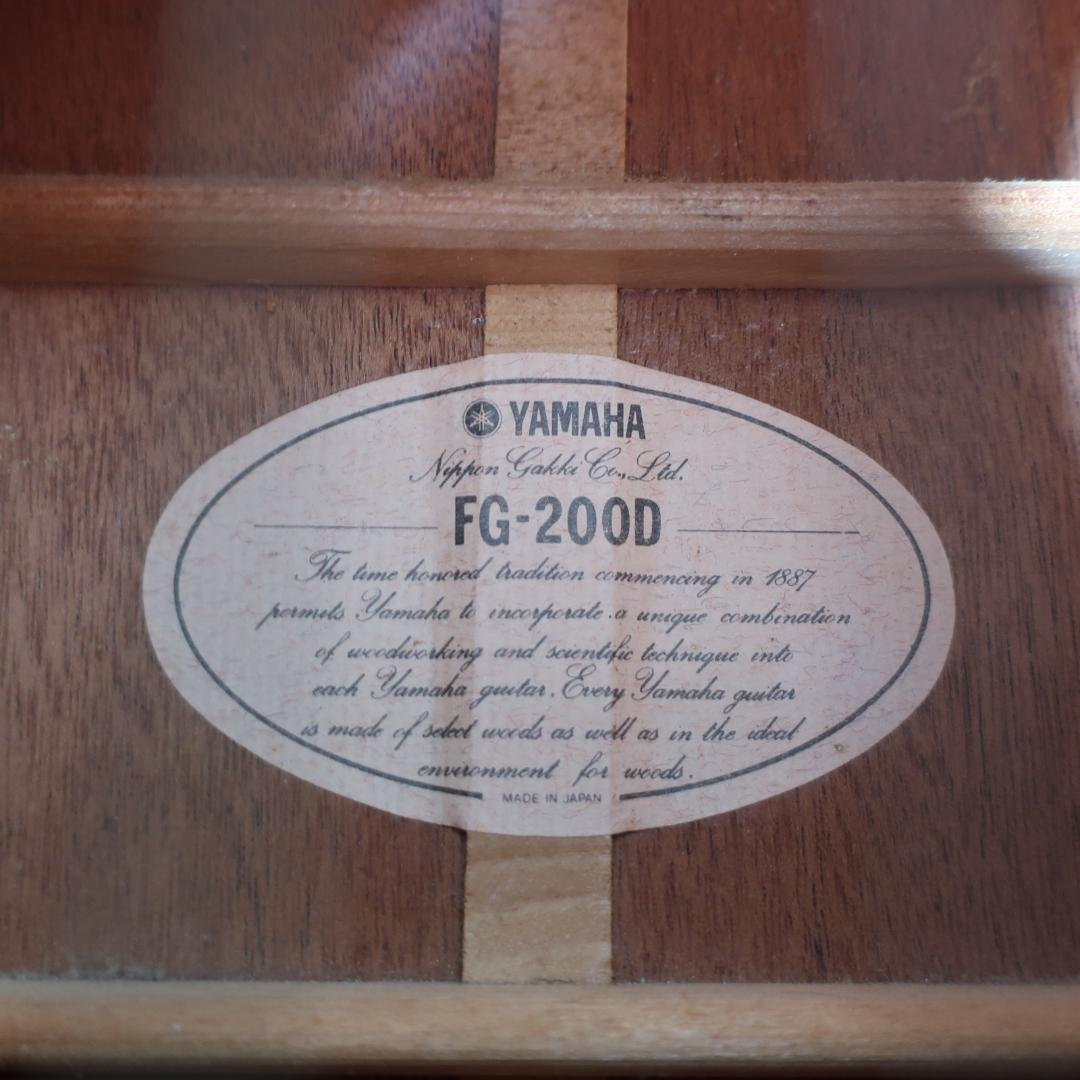 YAMAHA
Nippon Gakki Co., Ltd.
FG-200D
The time honored tradition commencing in 1887
permits Yamaha to incorporate a unique combination
of woodworking and scientific technique into
each Yamaha guitar. Every Yamaha guitar
is made of select woods as well as in the ideal
environment for woods.
MADE IN JAPAN